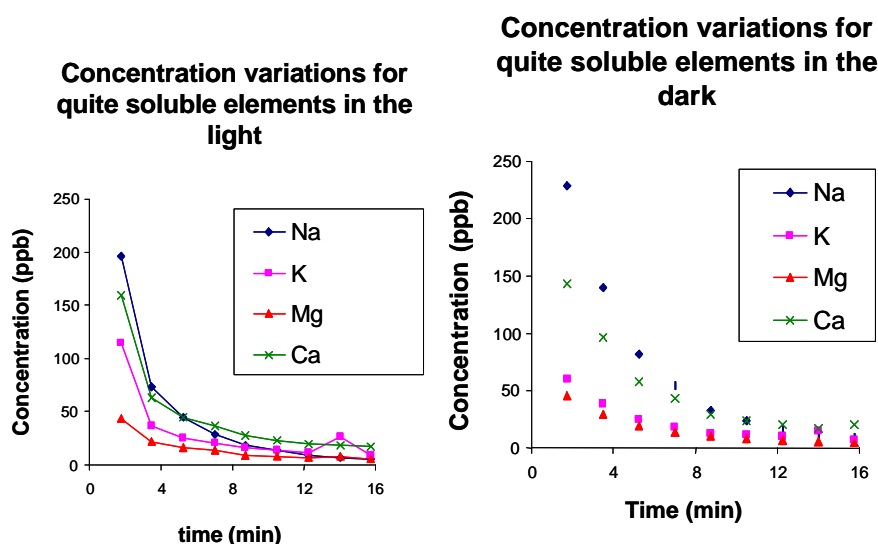 Concentration variations for
quite soluble elements in the
light
250
200
150
100
50
0
0 4 8 12 16
Concentration (ppb)
time (min)
Na
K
Mg
Ca
Concentration variations for
quite soluble elements in the
dark
250
200
150
100
50
0
0 4 8 12 16
Concentration (ppb)
Time (min)
Na
K
Mg
Ca